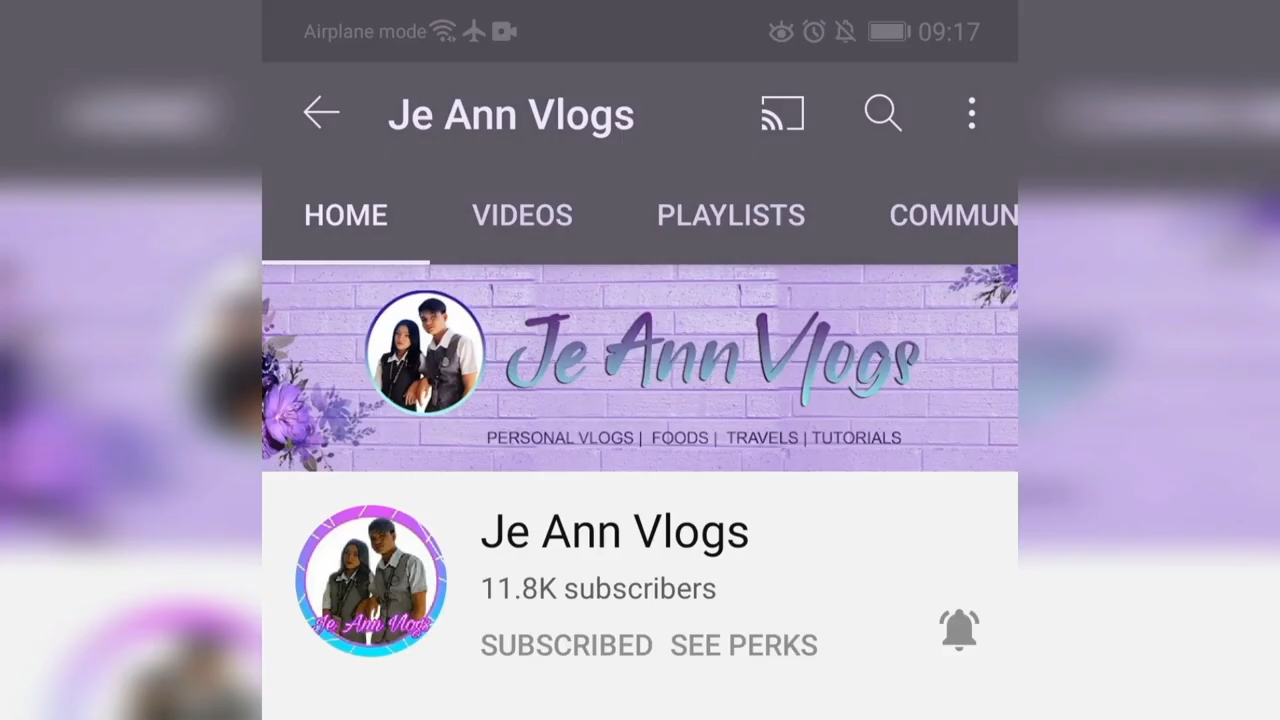 Airplane mode 09:17
Je Ann Vlogs
HOME VIDEOS PLAYLISTS COMMUN
Je Ann Vlogs
PERSONAL VLOGS | FOODS | TRAVELS | TUTORIALS
Je Ann Vlogs
Je Ann Vlogs
11.8K subscribers
SUBSCRIBED SEE PERKS